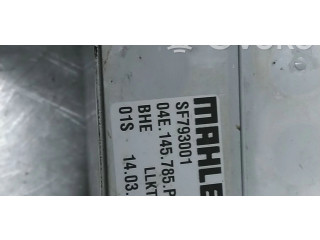 MAHLE
SF793001
04E.145.785.P
BHE LLKT
01S 14.03.